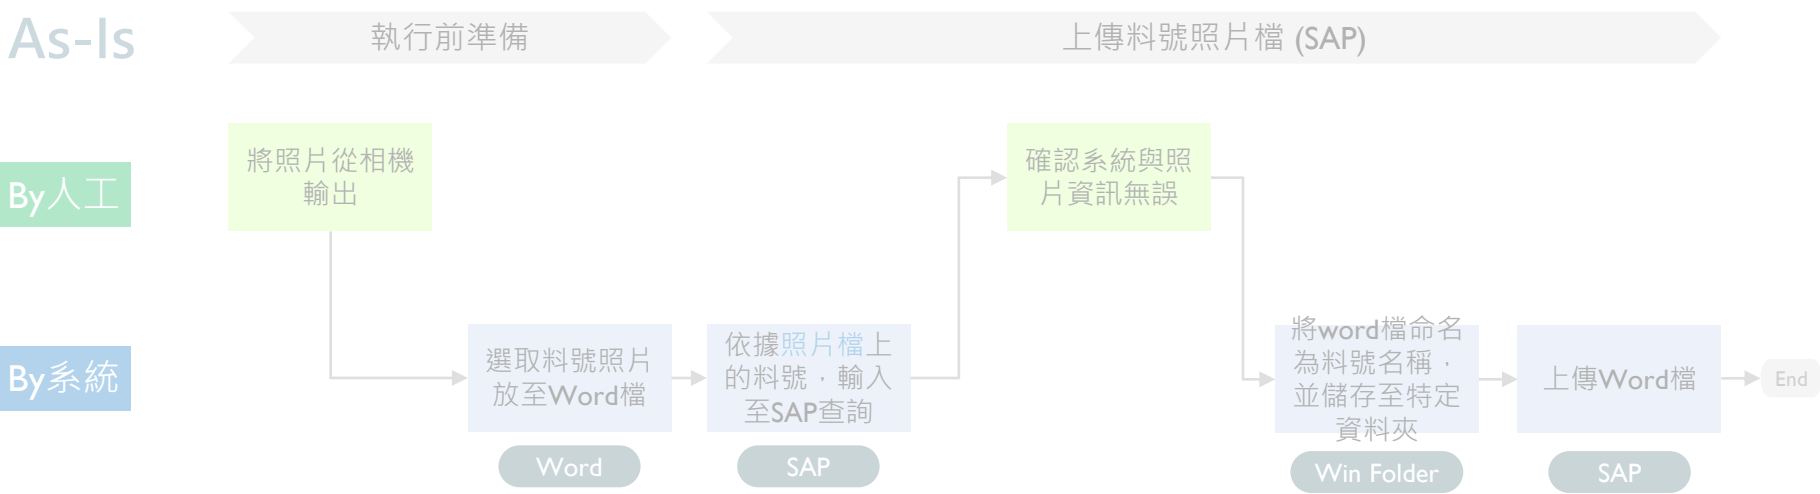 As-Is
執行前準備
上傳料號照片檔 (SAP)
By人工
將照片從相機
輸出
確認系統與照
片資訊無誤
By系統
選取料號照片
放至Word檔
Word
依據照片檔上
的料號，輸入
至SAP查詢
SAP
將word檔命名
為料號名稱，
並儲存至特定
資料夾
Win Folder
上傳Word檔
SAP
End